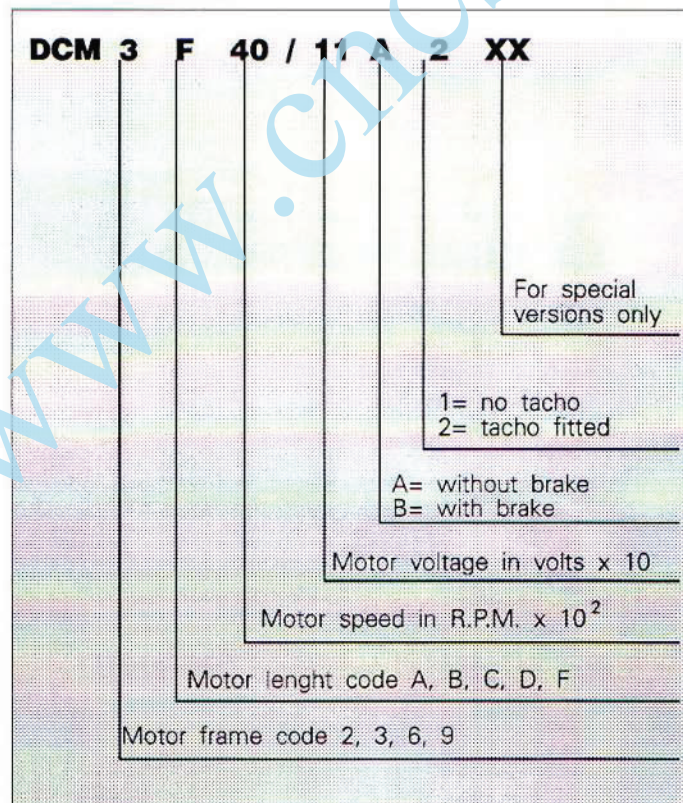 DCM 3 F 40 / 11 A 2 XX
For special
versions only
1= no tacho
2= tacho fitted
A= without brake
B= with brake
Motor voltage in volts x 10
Motor speed in R.P.M. x 10²
Motor lenght code A, B, C, D, F
Motor frame code 2, 3, 6, 9
www.cnc